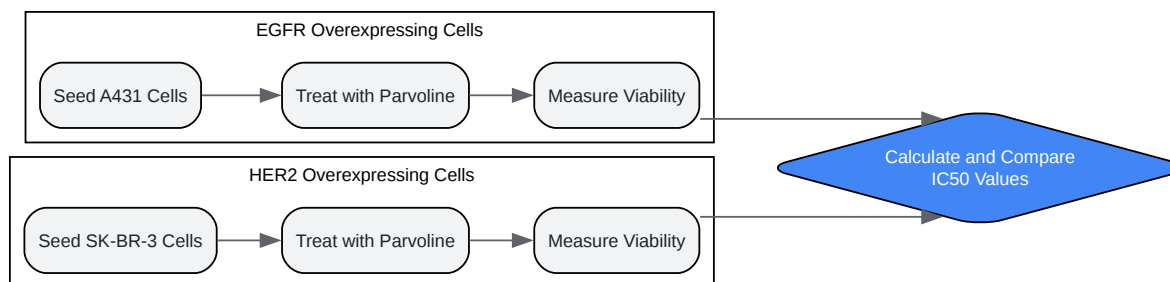 EGFR Overexpressing Cells
Seed A431 Cells
Treat with Parvoline
Measure Viability
Calculate and Compare
IC50 Values
HER2 Overexpressing Cells
Seed SK-BR-3 Cells
Treat with Parvoline
Measure Viability